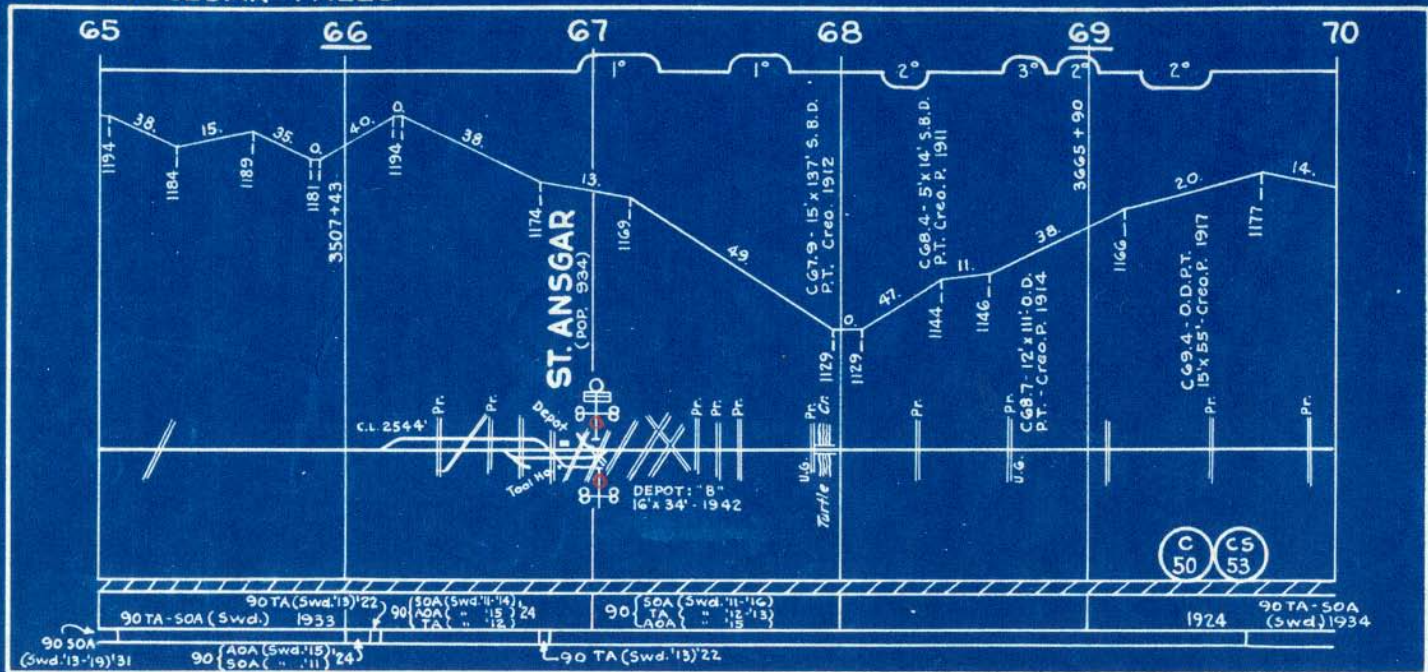 65 66 67 68 69 70
1° 1° 2° 3° 2° 2°
38. 15. 35. 0. 40. 0. 38. 13. 49. 0. 47. 11. 38. 20. 14.
1194
1184
1189
1181
3507+43
1194
1174
1169
1129
1129
1144
1146
1166
1177
3665+90
ST. ANSGAR
(POP. 934)
C67.9 - 15' x 137' S.B.D.
P.T. Creo. 1912
C68.4 - 5' x 14' S.B.D.
P.T. Creo. P. 1911
C68.7 - 12' x 111' O.D.
P.T. - Creo. P. 1914
C69.4 - O.D.P.T.
15' x 55' - Creo. P. 1917
C.L. 2544'
Pr.
Pr.
Depot
Tool Ho.
Pr.
Pr.
Pr.
Pr.
U.G.
Turtle Cr.
Pr.
Pr.
U.G.
Pr.
Pr.
DEPOT: "B"
16' x 34' - 1942
C
50
CS
53
90 TA (Swd. '13) '22
90 TA-SOA (Swd.) 1933
90 SOA (Swd. '11-'14)
AOA ( " '15) '24
TA ( " '12)
90 SOA (Swd. '11-'16)
TA ( " '12-'13)
AOA ( " '15)
1924
90 TA-SOA
(Swd.) 1934
90 SOA
(Swd. '13-'19) '31
90 AOA (Swd. '15)
SOA ( " '11) '24
90 TA (Swd. '13) '22